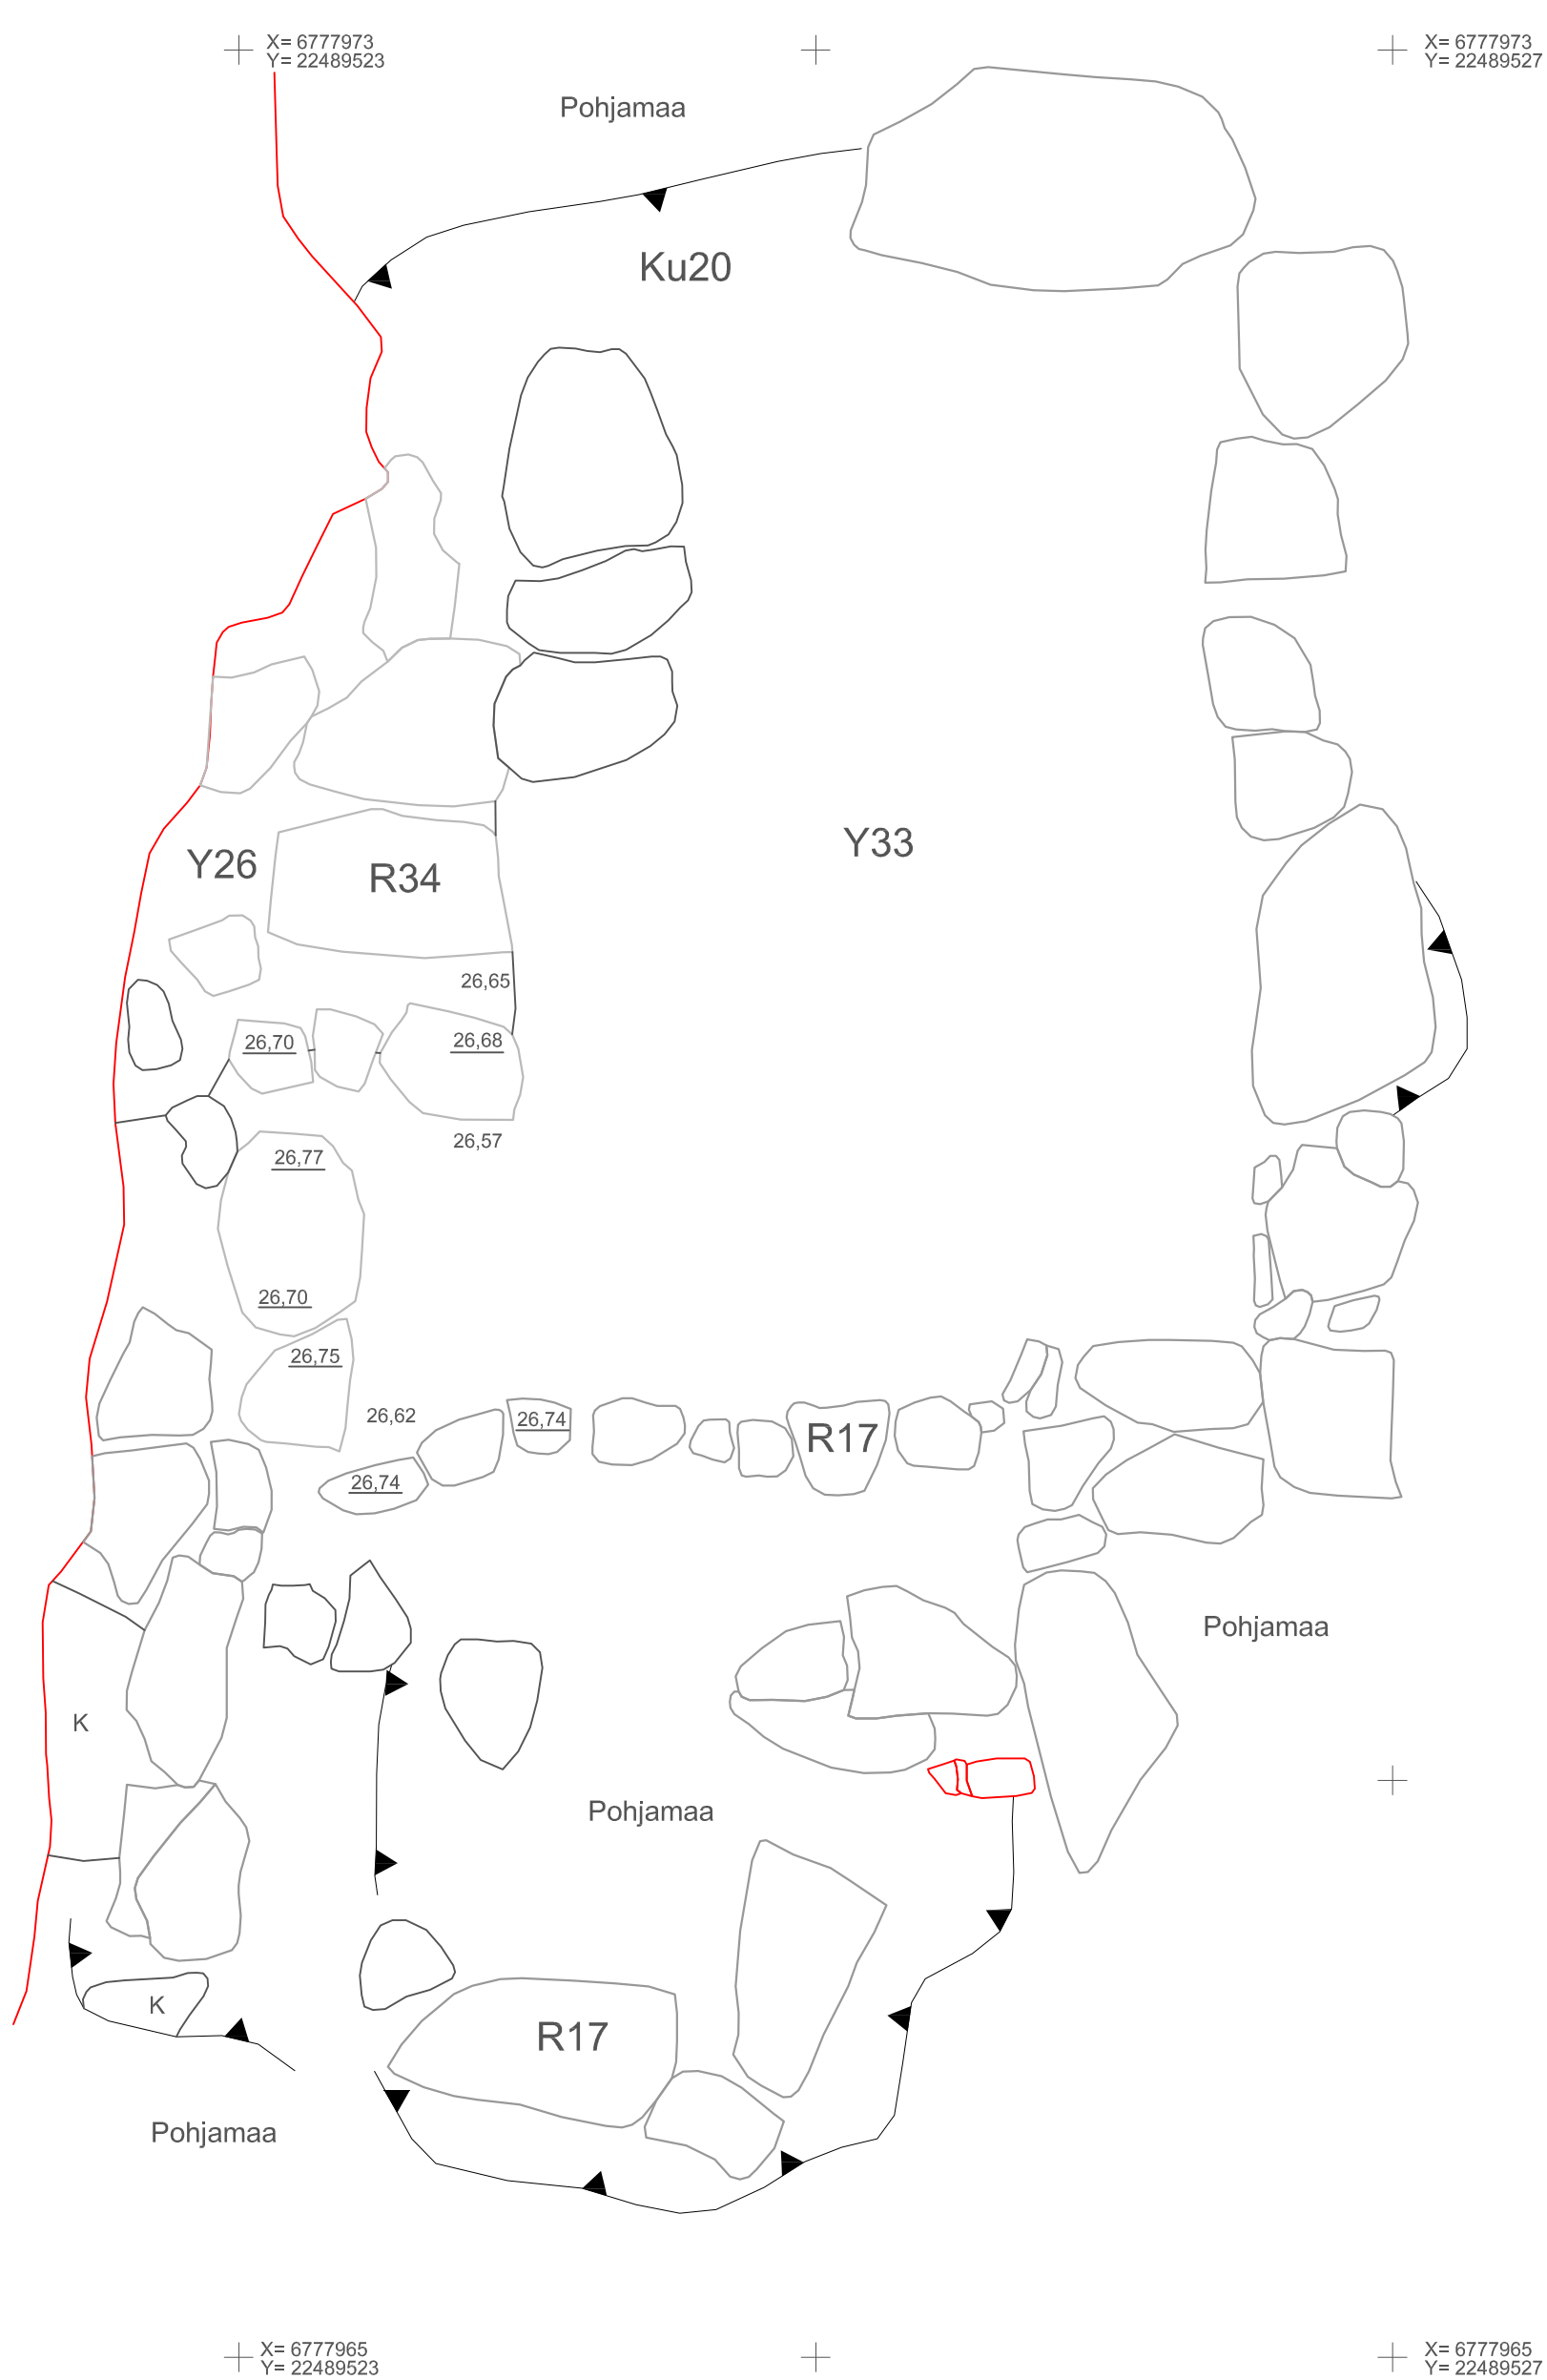 X= 6777973
Y= 22489523
X= 6777973
Y= 22489527
Pohjamaa
Ku20
Y33
Y26
R34
26,65
26,70
26,68
26,57
26,77
26,70
26,75
26,62
26,74
26,74
R17
Pohjamaa
K
Pohjamaa
K
R17
Pohjamaa
X= 6777965
Y= 22489523
X= 6777965
Y= 22489527